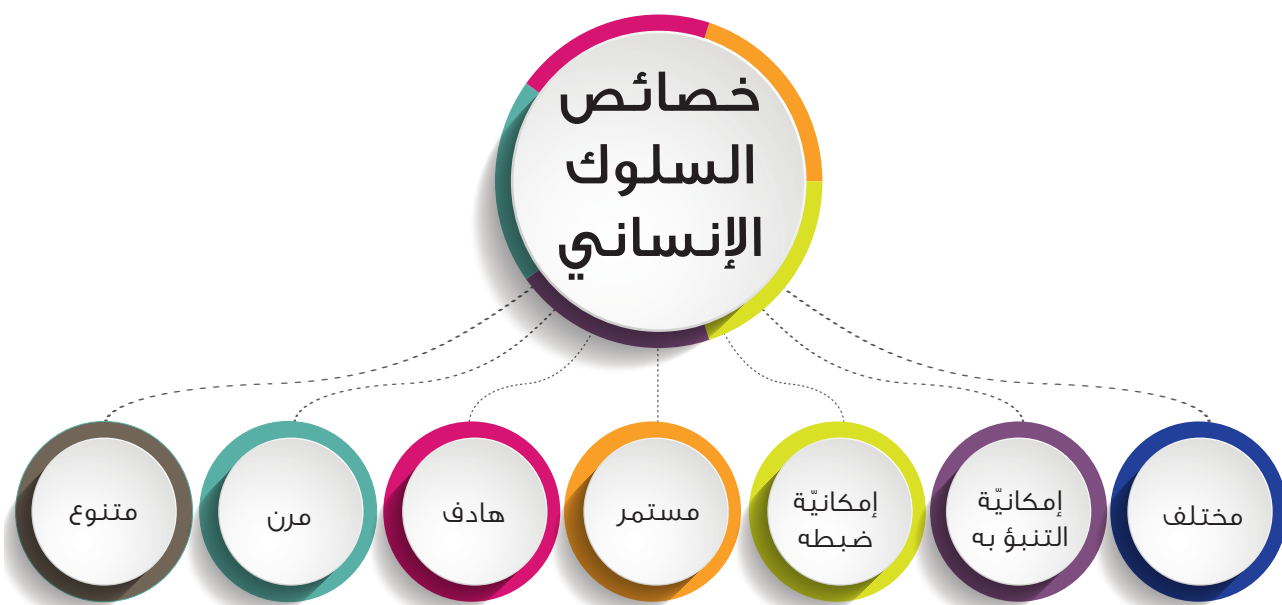 خصائص
السلوك
الإنساني
مختلف
إمكانيّة
التنبؤ به
إمكانيّة
ضبطه
مستمر
هادف
مرن
متنوع